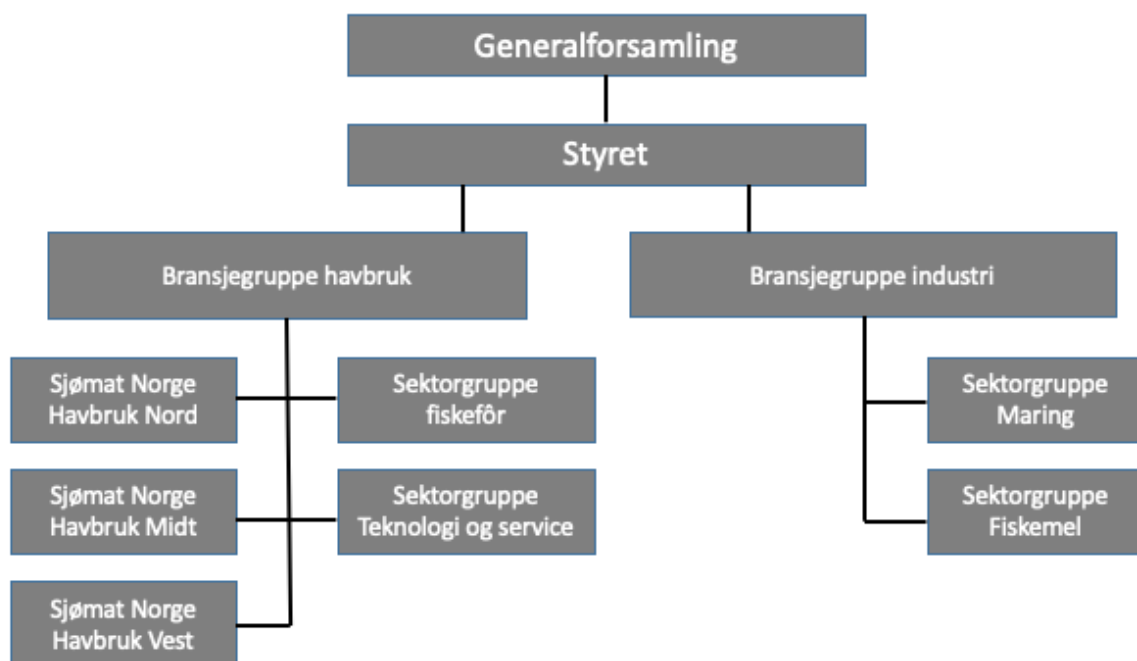 Generalforsamling
Styret
Bransjegruppe havbruk
Bransjegruppe industri
Sjømat Norge
Havbruk Nord
Sektorgruppe
fiskefôr
Sektorgruppe
Maring
Sjømat Norge
Havbruk Midt
Sektorgruppe
Teknologi og service
Sektorgruppe
Fiskemel
Sjømat Norge
Havbruk Vest